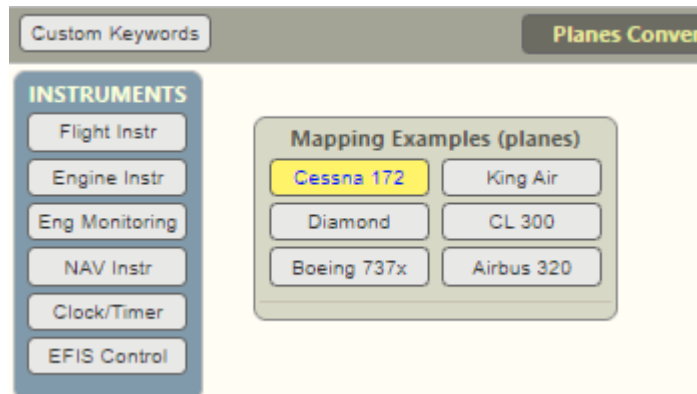 Custom Keywords
Planes Conver
INSTRUMENTS
Flight Instr
Engine Instr
Eng Monitoring
NAV Instr
Clock/Timer
EFIS Control
Mapping Examples (planes)
Cessna 172 King Air
Diamond CL 300
Boeing 737x Airbus 320